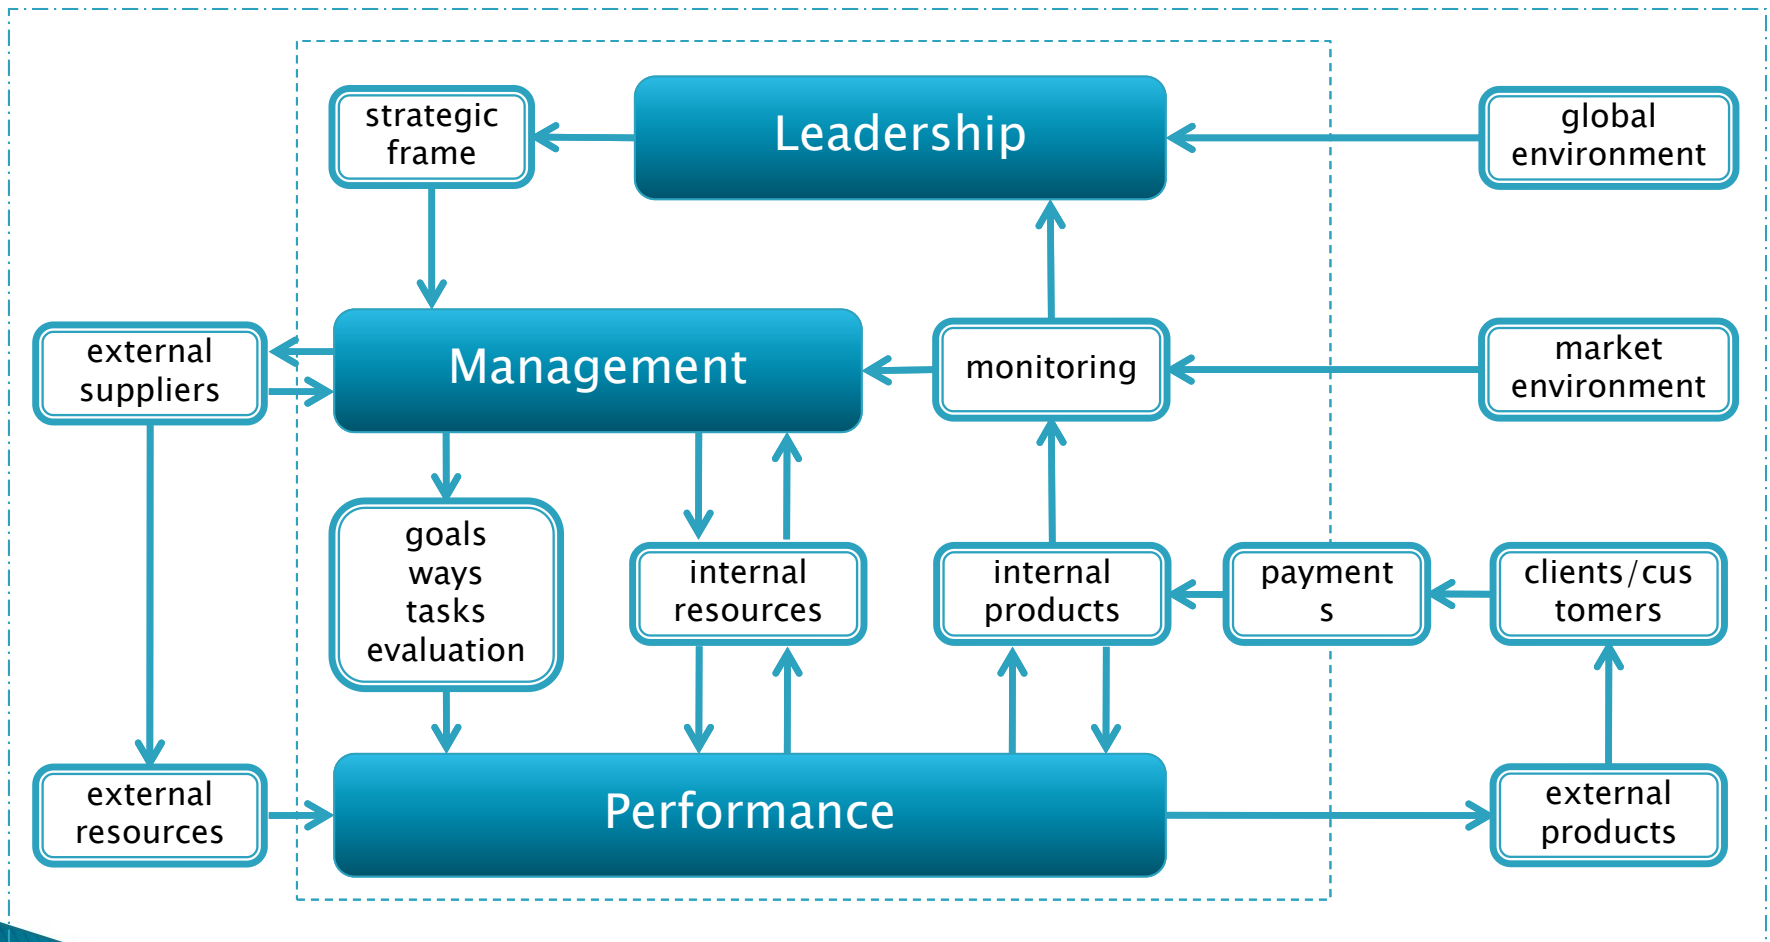 strategic
frame
Leadership
global
environment
external
suppliers
Management
monitoring
market
environment
goals
ways
tasks
evaluation
internal
resources
internal
products
payment
s
clients/cus
tomers
external
resources
Performance
external
products